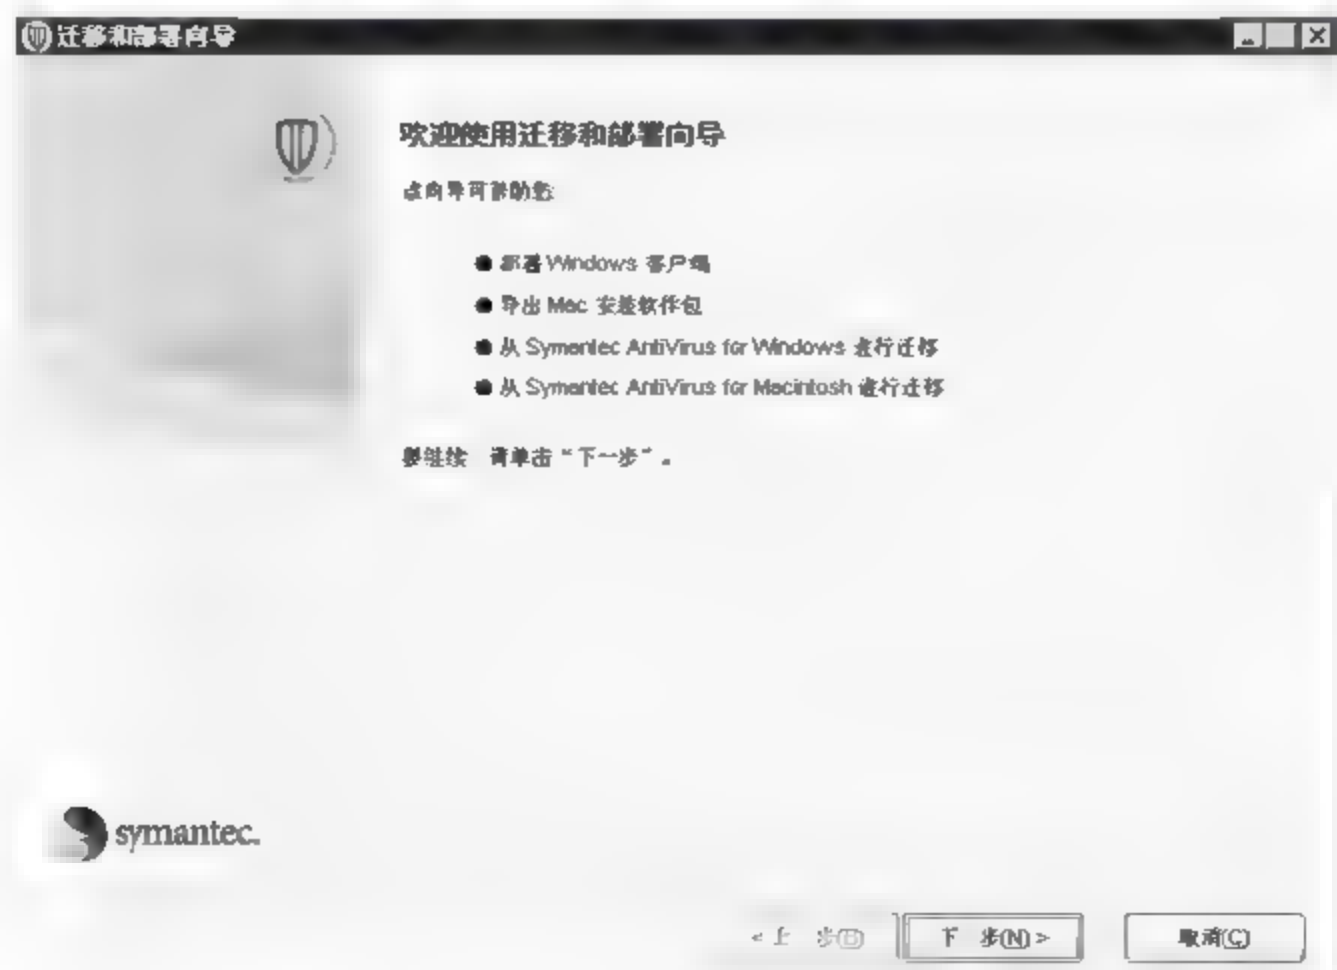 迁移和部署向导
欢迎使用迁移和部署向导
此向导可帮助您:
● 部署 Windows 客户端
● 导出 Mac 安装软件包
● 从 Symantec AntiVirus for Windows 进行迁移
● 从 Symantec AntiVirus for Macintosh 进行迁移
要继续 请单击“下一步”。
symantec.
< 上一步(B) 下一步(N) > 取消(C)